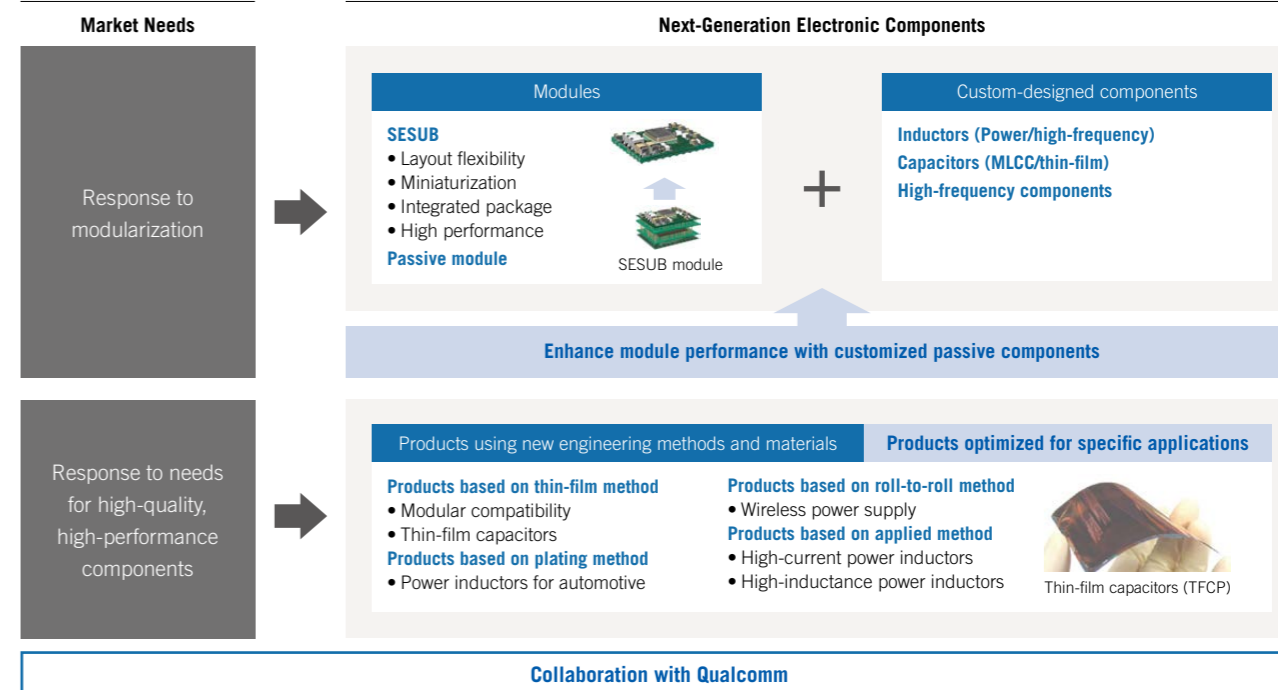 Market Needs
Next-Generation Electronic Components
Response to
modularization
Modules
SESUB
• Layout flexibility
• Miniaturization
• Integrated package
• High performance
Passive module
SESUB module
+
Custom-designed components
Inductors (Power/high-frequency)
Capacitors (MLCC/thin-film)
High-frequency components
Enhance module performance with customized passive components
Response to needs
for high-quality,
high-performance
components
Products using new engineering methods and materials
Products optimized for specific applications
Products based on thin-film method
• Modular compatibility
• Thin-film capacitors
Products based on plating method
• Power inductors for automotive
Products based on roll-to-roll method
• Wireless power supply
Products based on applied method
• High-current power inductors
• High-inductance power inductors
Thin-film capacitors (TFCP)
Collaboration with Qualcomm